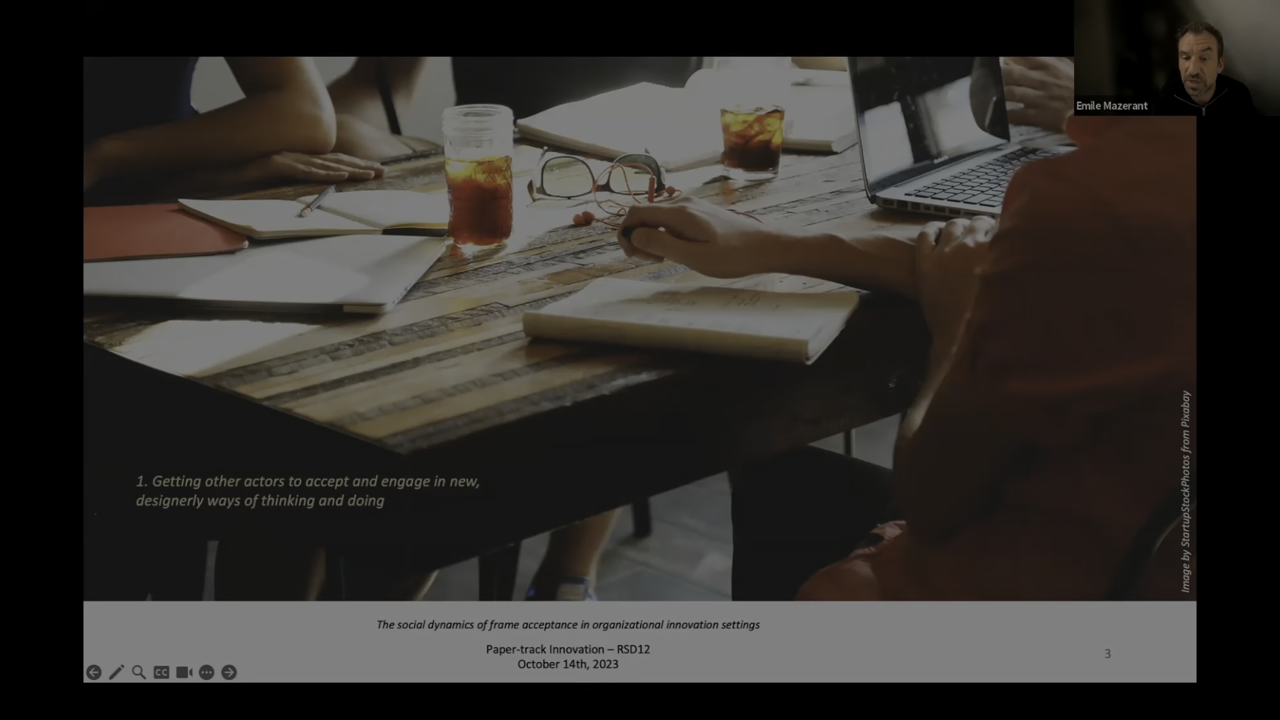 Emile Mazerant
1. Getting other actors to accept and engage in new,
designerly ways of thinking and doing
Image by StartupStockPhotos from Pixabay
The social dynamics of frame acceptance in organizational innovation settings
Paper-track Innovation – RSD12
October 14th, 2023
3
CC